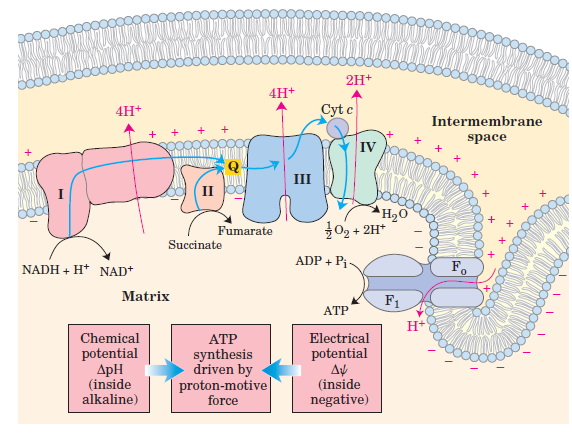 4H+
4H+
2H+
Cyt c
Intermembrane
space
I
Q
II
III
IV
NADH + H+ NAD+
Succinate
Fumarate
½O2 + 2H+
H2O
Matrix
ADP + Pi
ATP
F1
Fo
H+
Chemical
potential
ΔpH
(inside
alkaline)
ATP
synthesis
driven by
proton-motive
force
Electrical
potential
Δψ
(inside
negative)